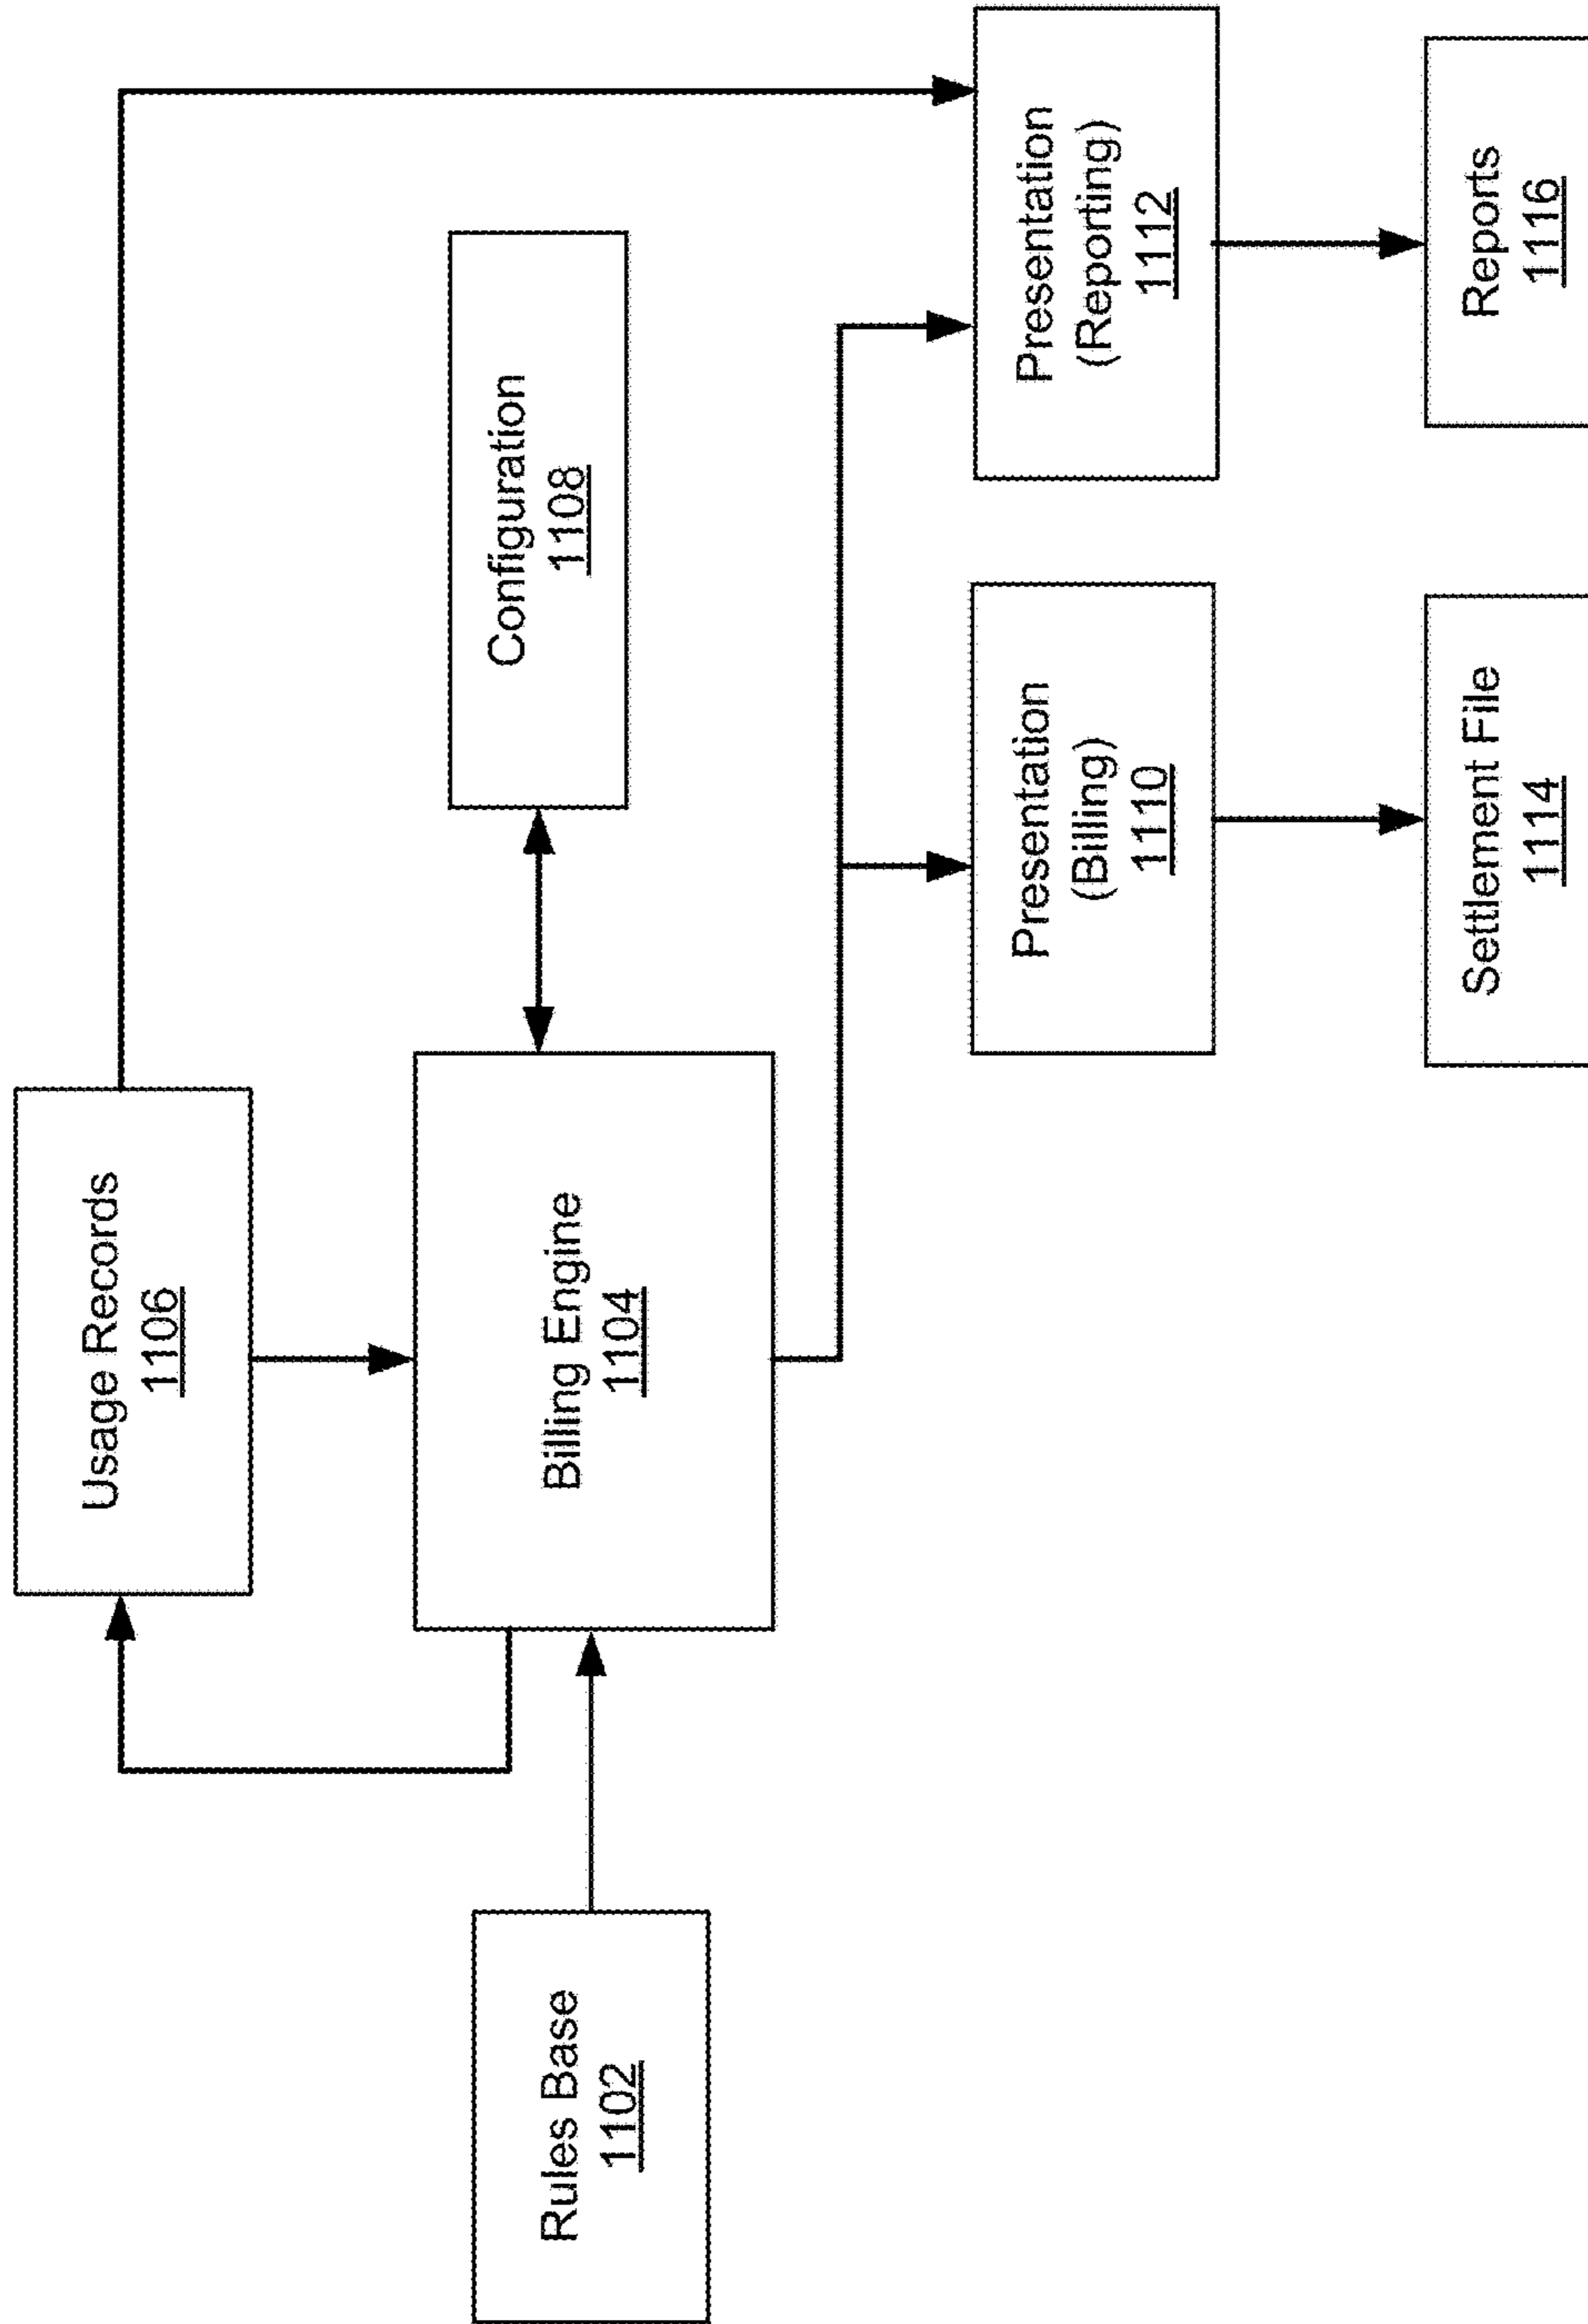 Usage Records
1106
Configuration
1108
Rules Base
1102
Billing Engine
1104
Presentation
(Billing)
1110
Presentation
(Reporting)
1112
Settlement File
1114
Reports
1116